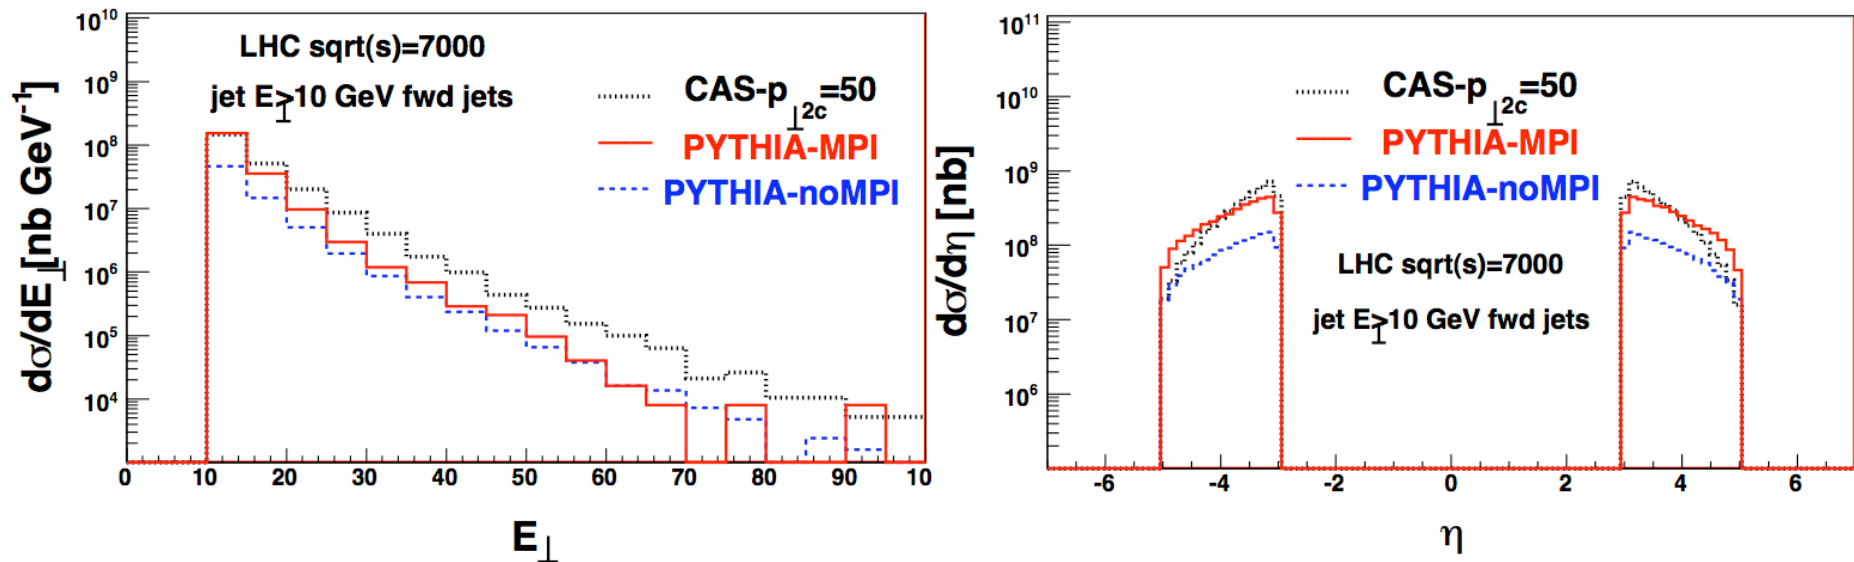 10^10
10^9
10^8
10^7
10^6
10^5
10^4
dσ/dE⊥[nb GeV^-1]
LHC sqrt(s)=7000
jet E⊥>10 GeV fwd jets
CAS-p⊥2c=50
PYTHIA-MPI
PYTHIA-noMPI
0 10 20 30 40 50 60 70 80 90 10
E⊥
10^11
10^10
10^9
10^8
10^7
10^6
dσ/dη [nb]
CAS-p⊥2c=50
PYTHIA-MPI
PYTHIA-noMPI
LHC sqrt(s)=7000
jet E⊥>10 GeV fwd jets
-6 -4 -2 0 2 4 6
η